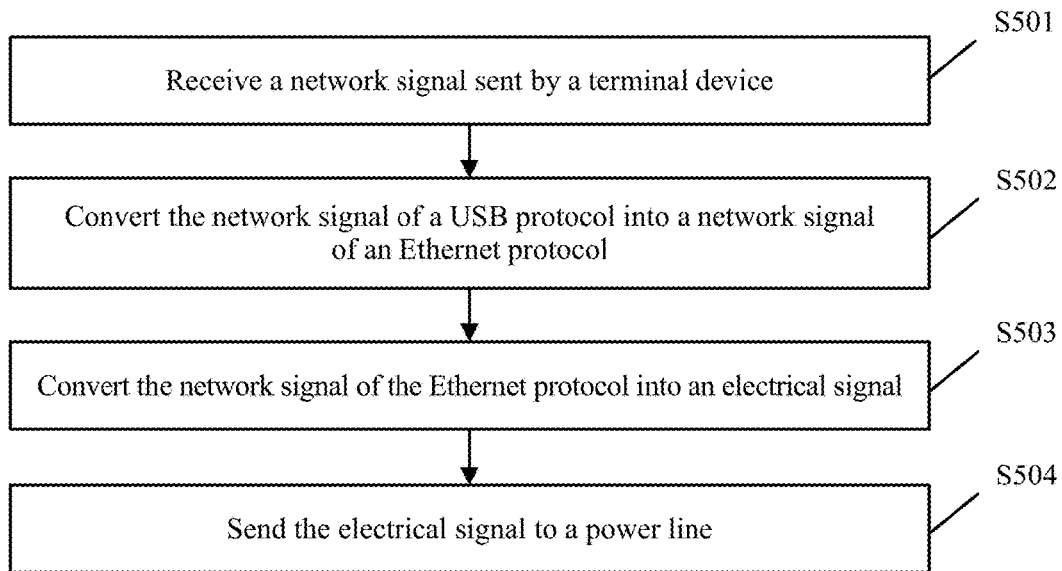 S501
Receive a network signal sent by a terminal device
S502
Convert the network signal of a USB protocol into a network signal
of an Ethernet protocol
S503
Convert the network signal of the Ethernet protocol into an electrical signal
S504
Send the electrical signal to a power line